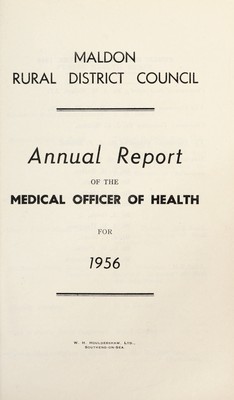 MALDON
RURAL DISTRICT COUNCIL
Annual Report
OF THE
MEDICAL OFFICER OF HEALTH
FOR
1956
W. H. HOULDERSHAW, LTD.,
SOUTHEND-ON-SEA.